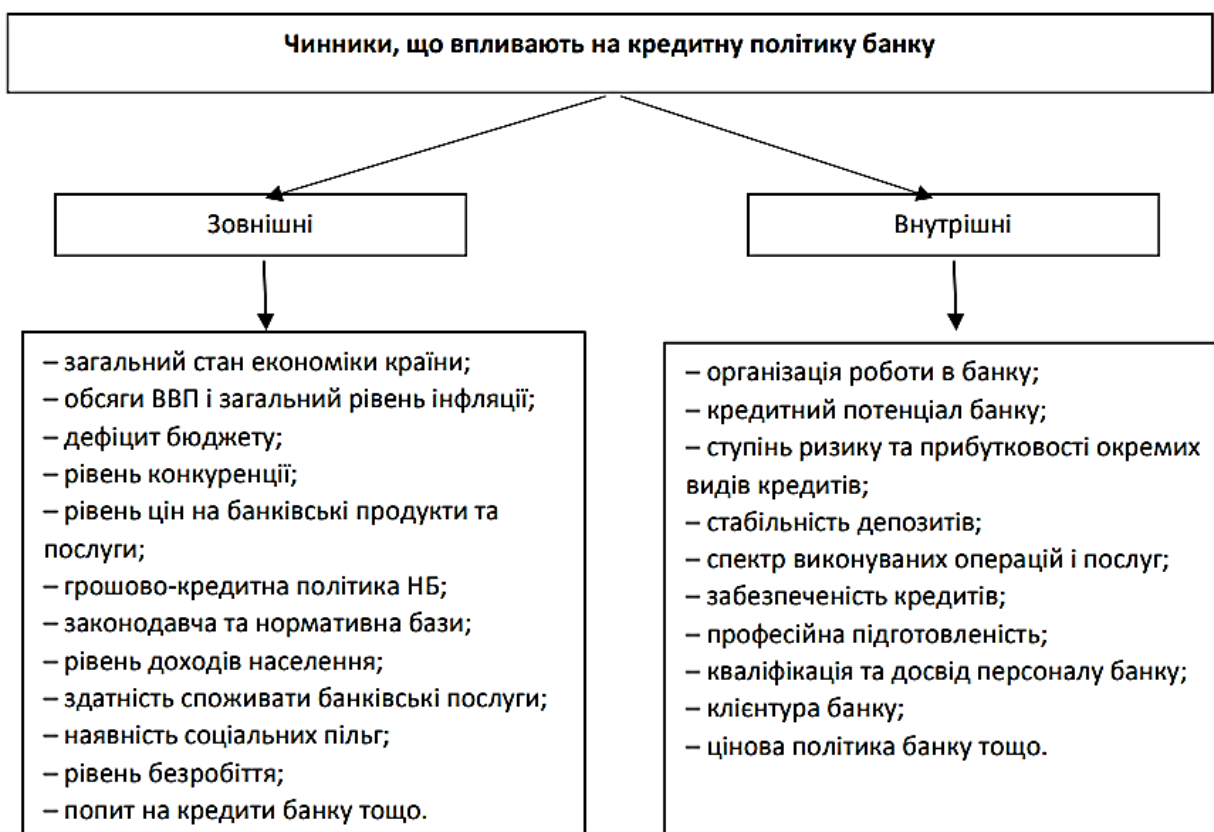 Чинники, що впливають на кредитну політику банку
Зовнішні
Внутрішні
– загальний стан економіки країни;
– обсяги ВВП і загальний рівень інфляції;
– дефіцит бюджету;
– рівень конкуренції;
– рівень цін на банківські продукти та
послуги;
– грошово-кредитна політика НБ;
– законодавча та нормативна бази;
– рівень доходів населення;
– здатність споживати банківські послуги;
– наявність соціальних пільг;
– рівень безробіття;
– попит на кредити банку тощо.
– організація роботи в банку;
– кредитний потенціал банку;
– ступінь ризику та прибутковості окремих
видів кредитів;
– стабільність депозитів;
– спектр виконуваних операцій і послуг;
– забезпеченість кредитів;
– професійна підготовленість;
– кваліфікація та досвід персоналу банку;
– клієнтура банку;
– цінова політика банку тощо.